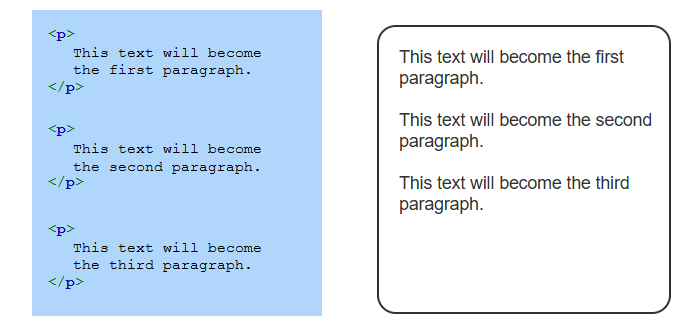 <p>
This text will become
the first paragraph.
</p>
<p>
This text will become
the second paragraph.
</p>
<p>
This text will become
the third paragraph.
</p>
This text will become the first
paragraph.
This text will become the second
paragraph.
This text will become the third
paragraph.